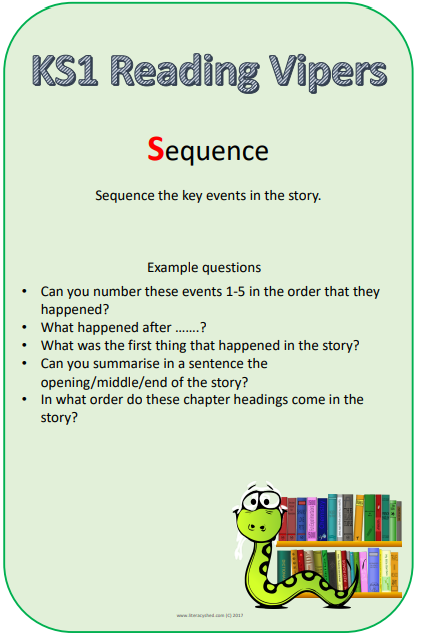 KS1 Reading Vipers
Sequence
Sequence the key events in the story.
Example questions
• Can you number these events 1-5 in the order that they
happened?
• What happened after …….?
• What was the first thing that happened in the story?
• Can you summarise in a sentence the
opening/middle/end of the story?
• In what order do these chapter headings come in the
story?
www.literacyshed.com (C) 2017